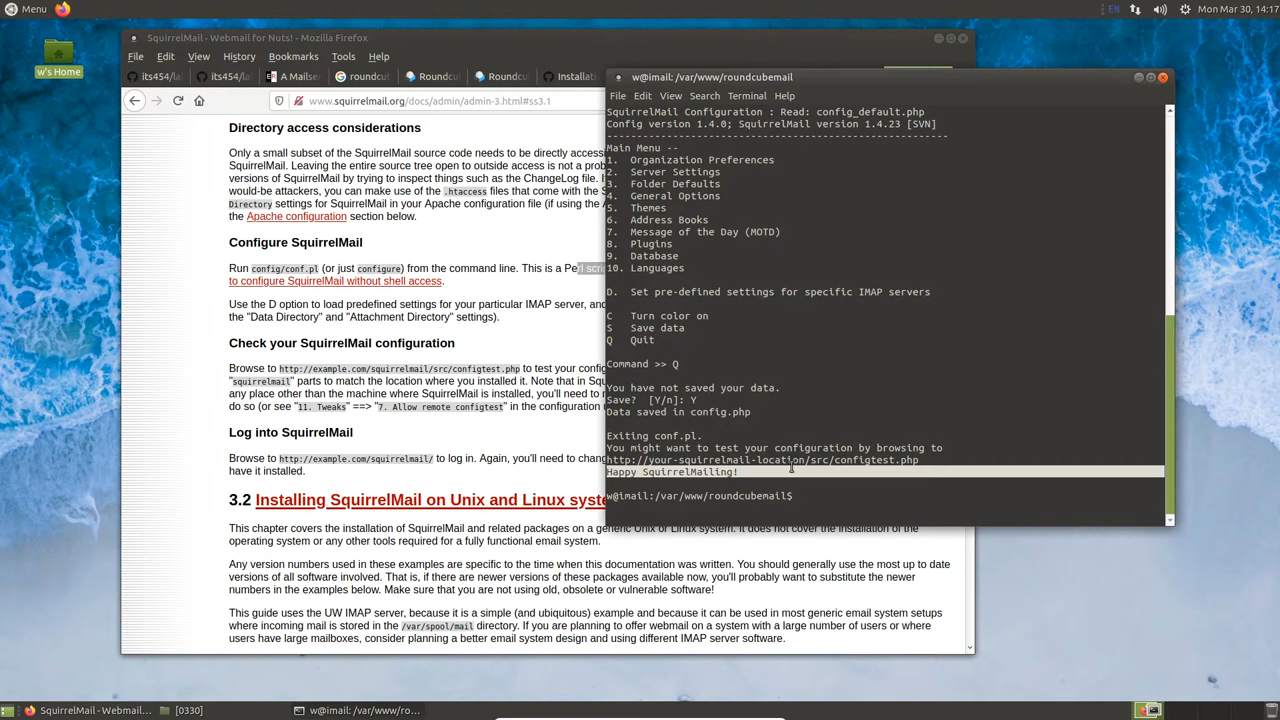 Menu
EN
Mon Mar 30, 14:17
w's Home
SquirrelMail - Webmail for Nuts! - Mozilla Firefox
File Edit View History Bookmarks Tools Help
its454/la
its454/la
A Mailser
roundcub
Roundcu
Roundcu
Installati
www.squirrelmail.org/docs/admin/admin-3.html#ss3.1
Directory access considerations
Only a small subset of the SquirrelMail source code needs to be directly access
SquirrelMail. Leaving the entire source tree open to outside access is not a prob
versions of SquirrelMail by trying to inspect things such as the ChangeLog file.
would-be attackers, you can make use of the .htaccess files that come with the
Directory settings for SquirrelMail in your Apache configuration file (if using the
the Apache configuration section below.
Configure SquirrelMail
Run config/conf.pl (or just configure) from the command line. This is a Perl scri
to configure SquirrelMail without shell access.
Use the D option to load predefined settings for your particular IMAP server, and
the "Data Directory" and "Attachment Directory" settings).
Check your SquirrelMail configuration
Browse to http://example.com/squirrelmail/src/configtest.php to test your config
"squirrelmail" parts to match the location where you installed it. Note that in Squ
any place other than the machine where SquirrelMail is installed, you'll need to
do so (or see "11. Tweaks" ==> "7. Allow remote configtest" in the configuration
Log into SquirrelMail
Browse to http://example.com/squirrelmail/ to log in. Again, you'll need to chan
have it installed.
3.2 Installing SquirrelMail on Unix and Linux syste
This chapter covers the installation of SquirrelMail and related packages on a generic Unix or Linux system. It does not cover the installation of the
operating system or any other tools required for a fully functional email system.
Any version numbers used in these examples are specific to the time when this documentation was written. You should generally use the most up to date
versions of all software involved. That is, if there are newer versions of these packages available now, you'll probably want to substitute the newer
numbers in the examples below. Make sure that you are not using old, obsolete or vulnerable software!
This guide uses the UW IMAP server, because it is a simple (and ubiquitous) example and because it can be used in most generic email system setups
where incoming mail is stored in the /var/spool/mail directory. If you are planning to offer webmail on a system with a large number of users or where
users have large mailboxes, consider planning a better email system design and using different IMAP server software.
w@imail: /var/www/roundcubemail
File Edit View Search Terminal Help
SquirrelMail Configuration : Read: config_default.php
Config version 1.4.0; SquirrelMail version 1.4.23 [SVN]
---------------------------------------------------------
Main Menu --
1. Organization Preferences
2. Server Settings
3. Folder Defaults
4. General Options
5. Themes
6. Address Books
7. Message of the Day (MOTD)
8. Plugins
9. Database
10. Languages
D. Set pre-defined settings for specific IMAP servers
C Turn color on
S Save data
Q Quit
Command >> Q
You have not saved your data.
Save? [Y/n]: Y
Data saved in config.php
Exiting conf.pl.
You might want to test your configuration by browsing to
http://your-squirrelmail-location/src/configtest.php
Happy SquirrelMailing!
w@imail:/var/www/roundcubemail$
SquirrelMail - Webmail...
[0330]
w@imail: /var/www/ro...